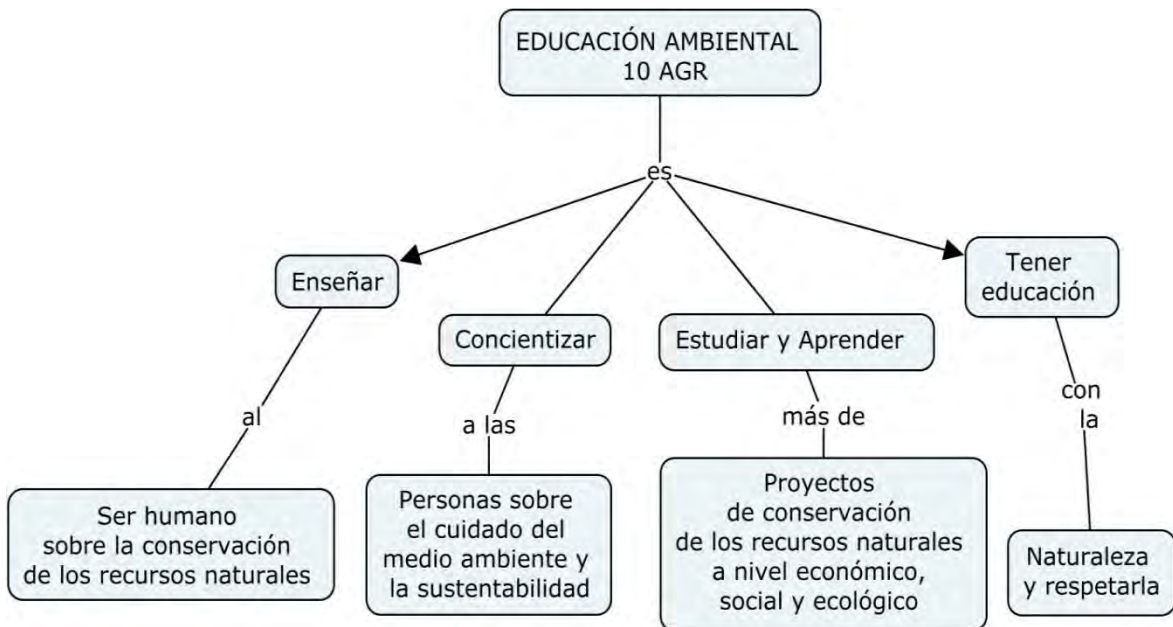 EDUCACIÓN AMBIENTAL
10 AGR
es
Enseñar
al
Ser humano
sobre la conservación
de los recursos naturales
Concientizar
a las
Personas sobre
el cuidado del
medio ambiente y
la sustentabilidad
Estudiar y Aprender
más de
Proyectos
de conservación
de los recursos naturales
a nivel económico,
social y ecológico
Tener
educación
con
la
Naturaleza
y respetarla